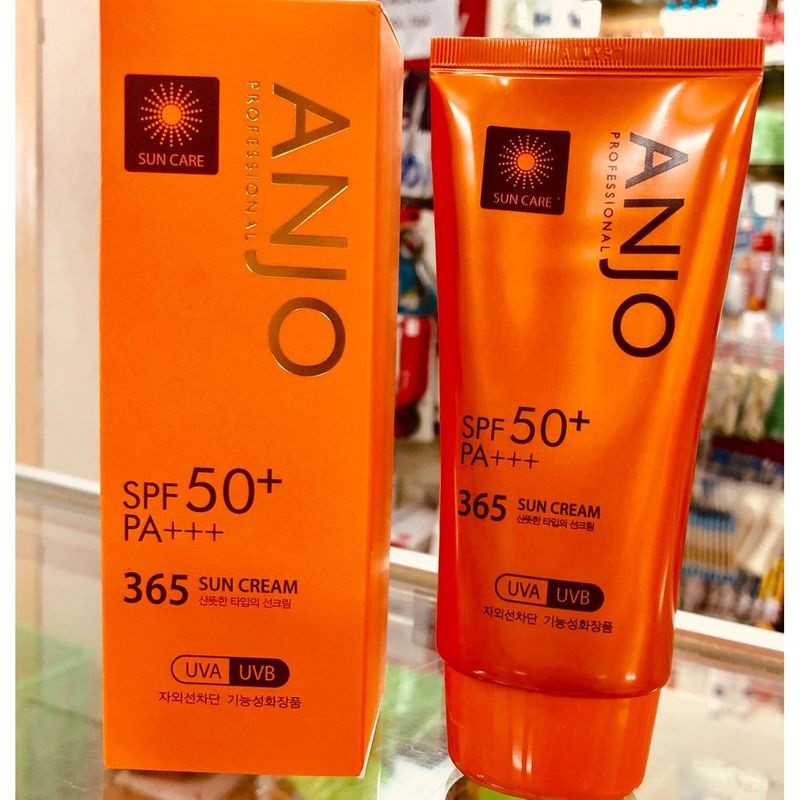 SUN CARE
ANJO
PROFESSIONAL
SPF 50+
PA+++
365 SUN CREAM
산뜻한 타입의 선크림
UVA UVB
자외선차단 기능성화장품
SUN CARE
ANJO
PROFESSIONAL
SPF 50+
PA+++
365 SUN CREAM
산뜻한 타입의 선크림
UVA UVB
자외선차단 기능성화장품